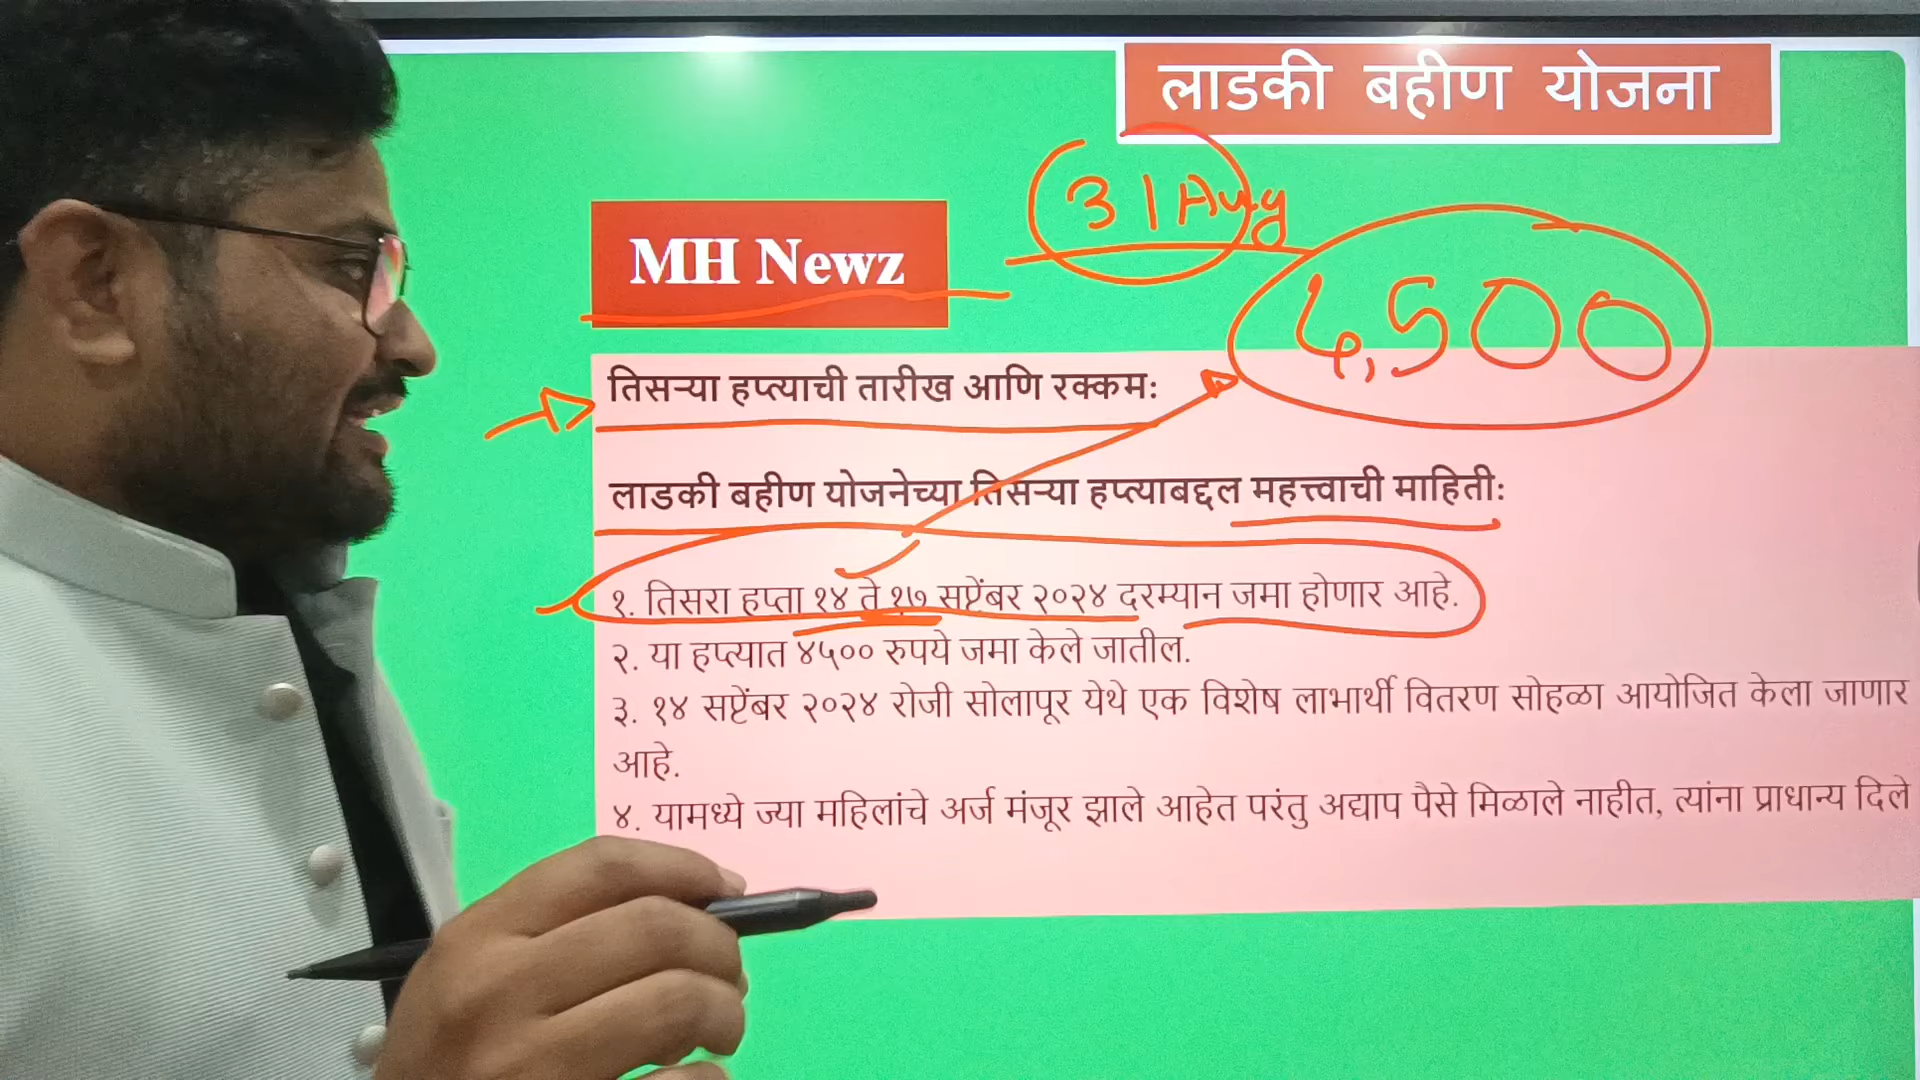 लाडकी बहीण योजना
31 Aug
MH Newz
4,500
तिसऱ्या हप्त्याची तारीख आणि रक्कम:
लाडकी बहीण योजनेच्या तिसऱ्या हप्त्याबद्दल महत्त्वाची माहिती:
१. तिसरा हप्ता १४ ते १७ सप्टेंबर २०२४ दरम्यान जमा होणार आहे.
२. या हप्त्यात ४५०० रुपये जमा केले जातील.
३. १४ सप्टेंबर २०२४ रोजी सोलापूर येथे एक विशेष लाभार्थी वितरण सोहळा आयोजित केला जाणार
आहे.
४. यामध्ये ज्या महिलांचे अर्ज मंजूर झाले आहेत परंतु अद्याप पैसे मिळाले नाहीत, त्यांना प्राधान्य दिले